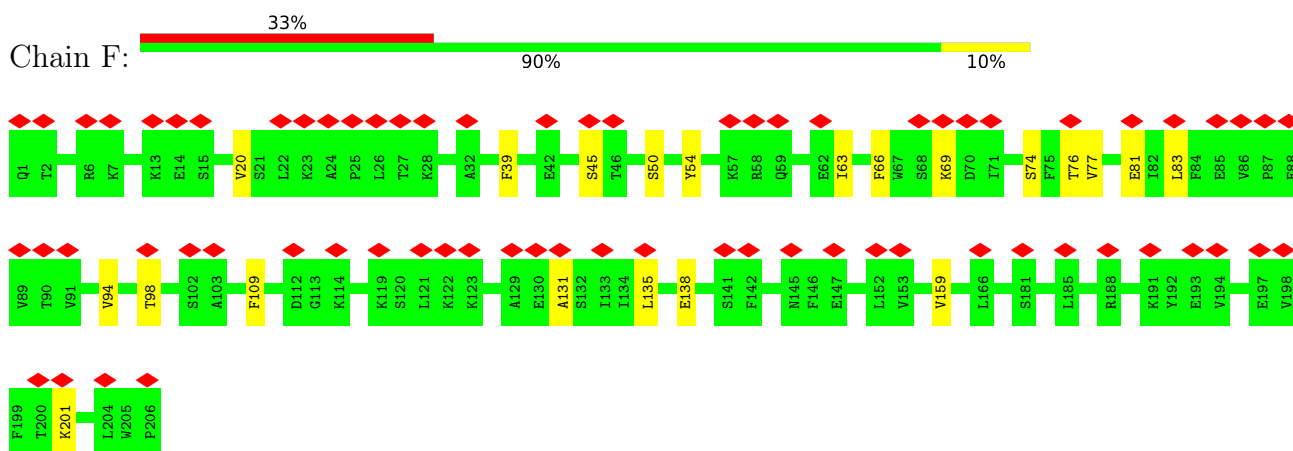 33%
Chain F:
90% 10%
Q1 T2 R6 K7 K13 E14 S15 V20 S21 L22 K23 A24 P25 L26 T27 K28 A32 F39 E42 S45 T46 S50 Y54 K57 R58 Q59 E62 I63 F66 W67 S68 K69 D70 I71 S74 F75 T76 V77 E81 I82 L83 F84 E85 V86 P87
V89 T90 V91 V94 T98 S102 A103 F109 D112 G113 K114 K119 S120 L121 K122 K123 A129 E130 A131 S132 I133 I134 L135 E138 S141 F142 N145 F146 E147 L152 V153 V159 L166 S181 L185 R188 K191 Y192 E193 V194 E197 V198
F199 T200 K201 L204 W205 P206